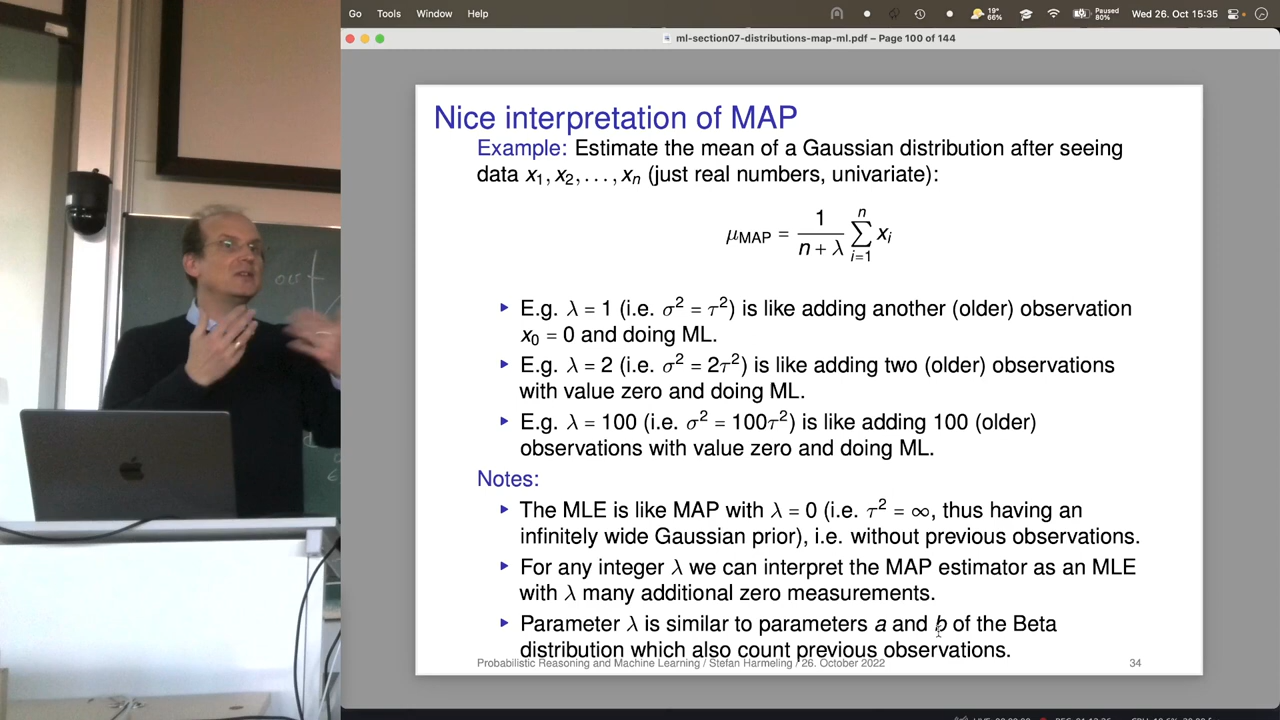 Go Tools Window Help
19° 66%
Paused 80%
Wed 26. Oct 15:35
ml-section07-distributions-map-ml.pdf – Page 100 of 144
Nice interpretation of MAP
Example: Estimate the mean of a Gaussian distribution after seeing
data x₁, x₂, . . . , xₙ (just real numbers, univariate):
μ_MAP = 1/(n + λ) ∑_{i=1}^{n} xᵢ
▸ E.g. λ = 1 (i.e. σ² = τ²) is like adding another (older) observation
x₀ = 0 and doing ML.
▸ E.g. λ = 2 (i.e. σ² = 2τ²) is like adding two (older) observations
with value zero and doing ML.
▸ E.g. λ = 100 (i.e. σ² = 100τ²) is like adding 100 (older)
observations with value zero and doing ML.
Notes:
▸ The MLE is like MAP with λ = 0 (i.e. τ² = ∞, thus having an
infinitely wide Gaussian prior), i.e. without previous observations.
▸ For any integer λ we can interpret the MAP estimator as an MLE
with λ many additional zero measurements.
▸ Parameter λ is similar to parameters a and b of the Beta
distribution which also count previous observations.
Probabilistic Reasoning and Machine Learning / Stefan Harmeling / 26. October 2022 34